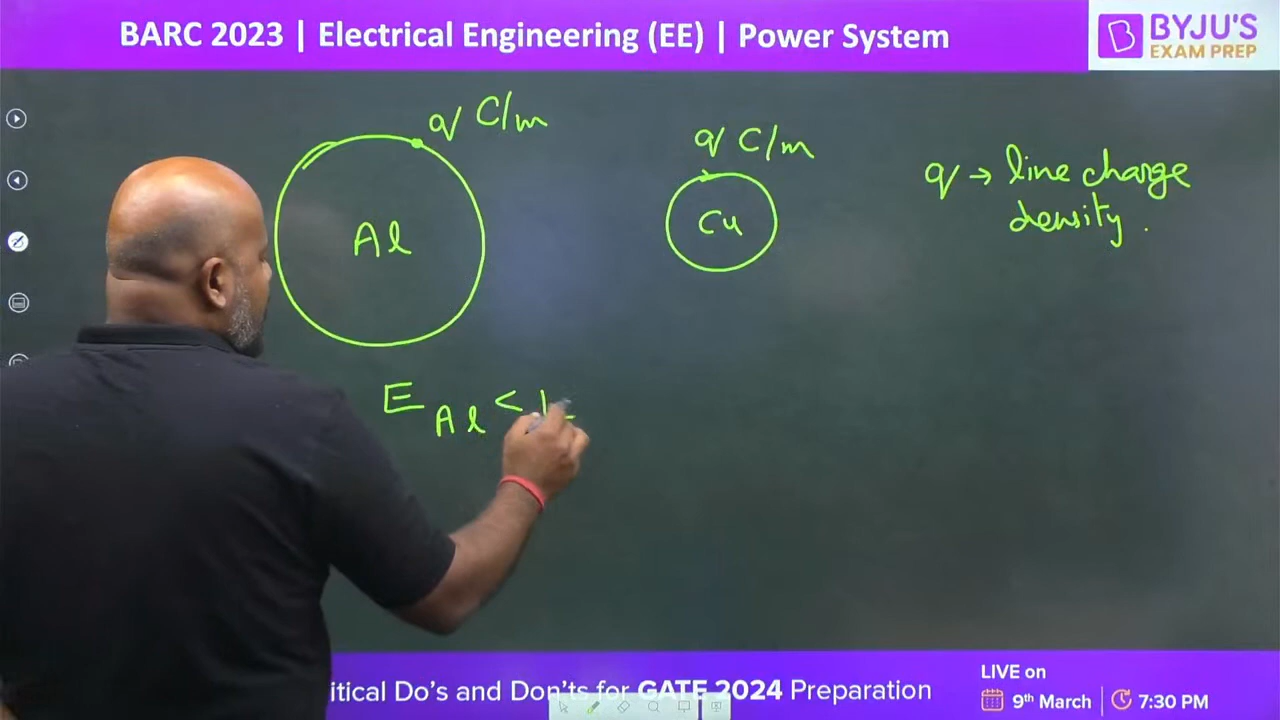 BARC 2023 | Electrical Engineering (EE) | Power System
BYJU'S
EXAM PREP
q C/m
q C/m
q → line charge
density.
Al
Cu
E Al <
itical Do's and Don'ts for GATE 2024 Preparation
LIVE on
9th March | 7:30 PM